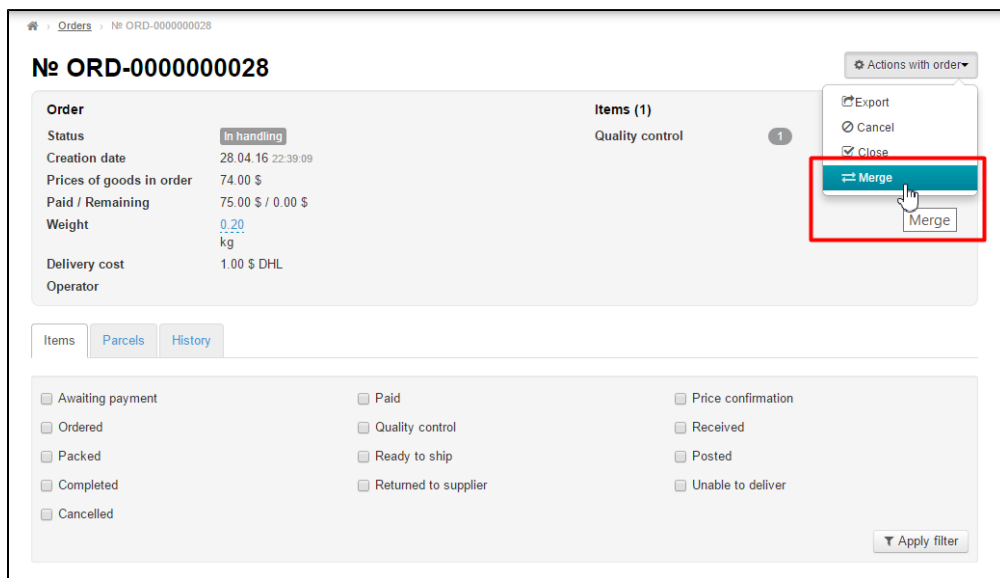 Orders № ORD-0000000028
№ ORD-0000000028
Actions with order
Export
Cancel
Close
Merge
Merge
Order
Status In handling
Creation date 28.04.16 22:39:09
Prices of goods in order 74.00 $
Paid / Remaining 75.00 $ / 0.00 $
Weight 0.20
kg
Delivery cost 1.00 $ DHL
Operator
Items (1)
Quality control 1
Items Parcels History
Awaiting payment Paid Price confirmation
Ordered Quality control Received
Packed Ready to ship Posted
Completed Returned to supplier Unable to deliver
Cancelled
Apply filter